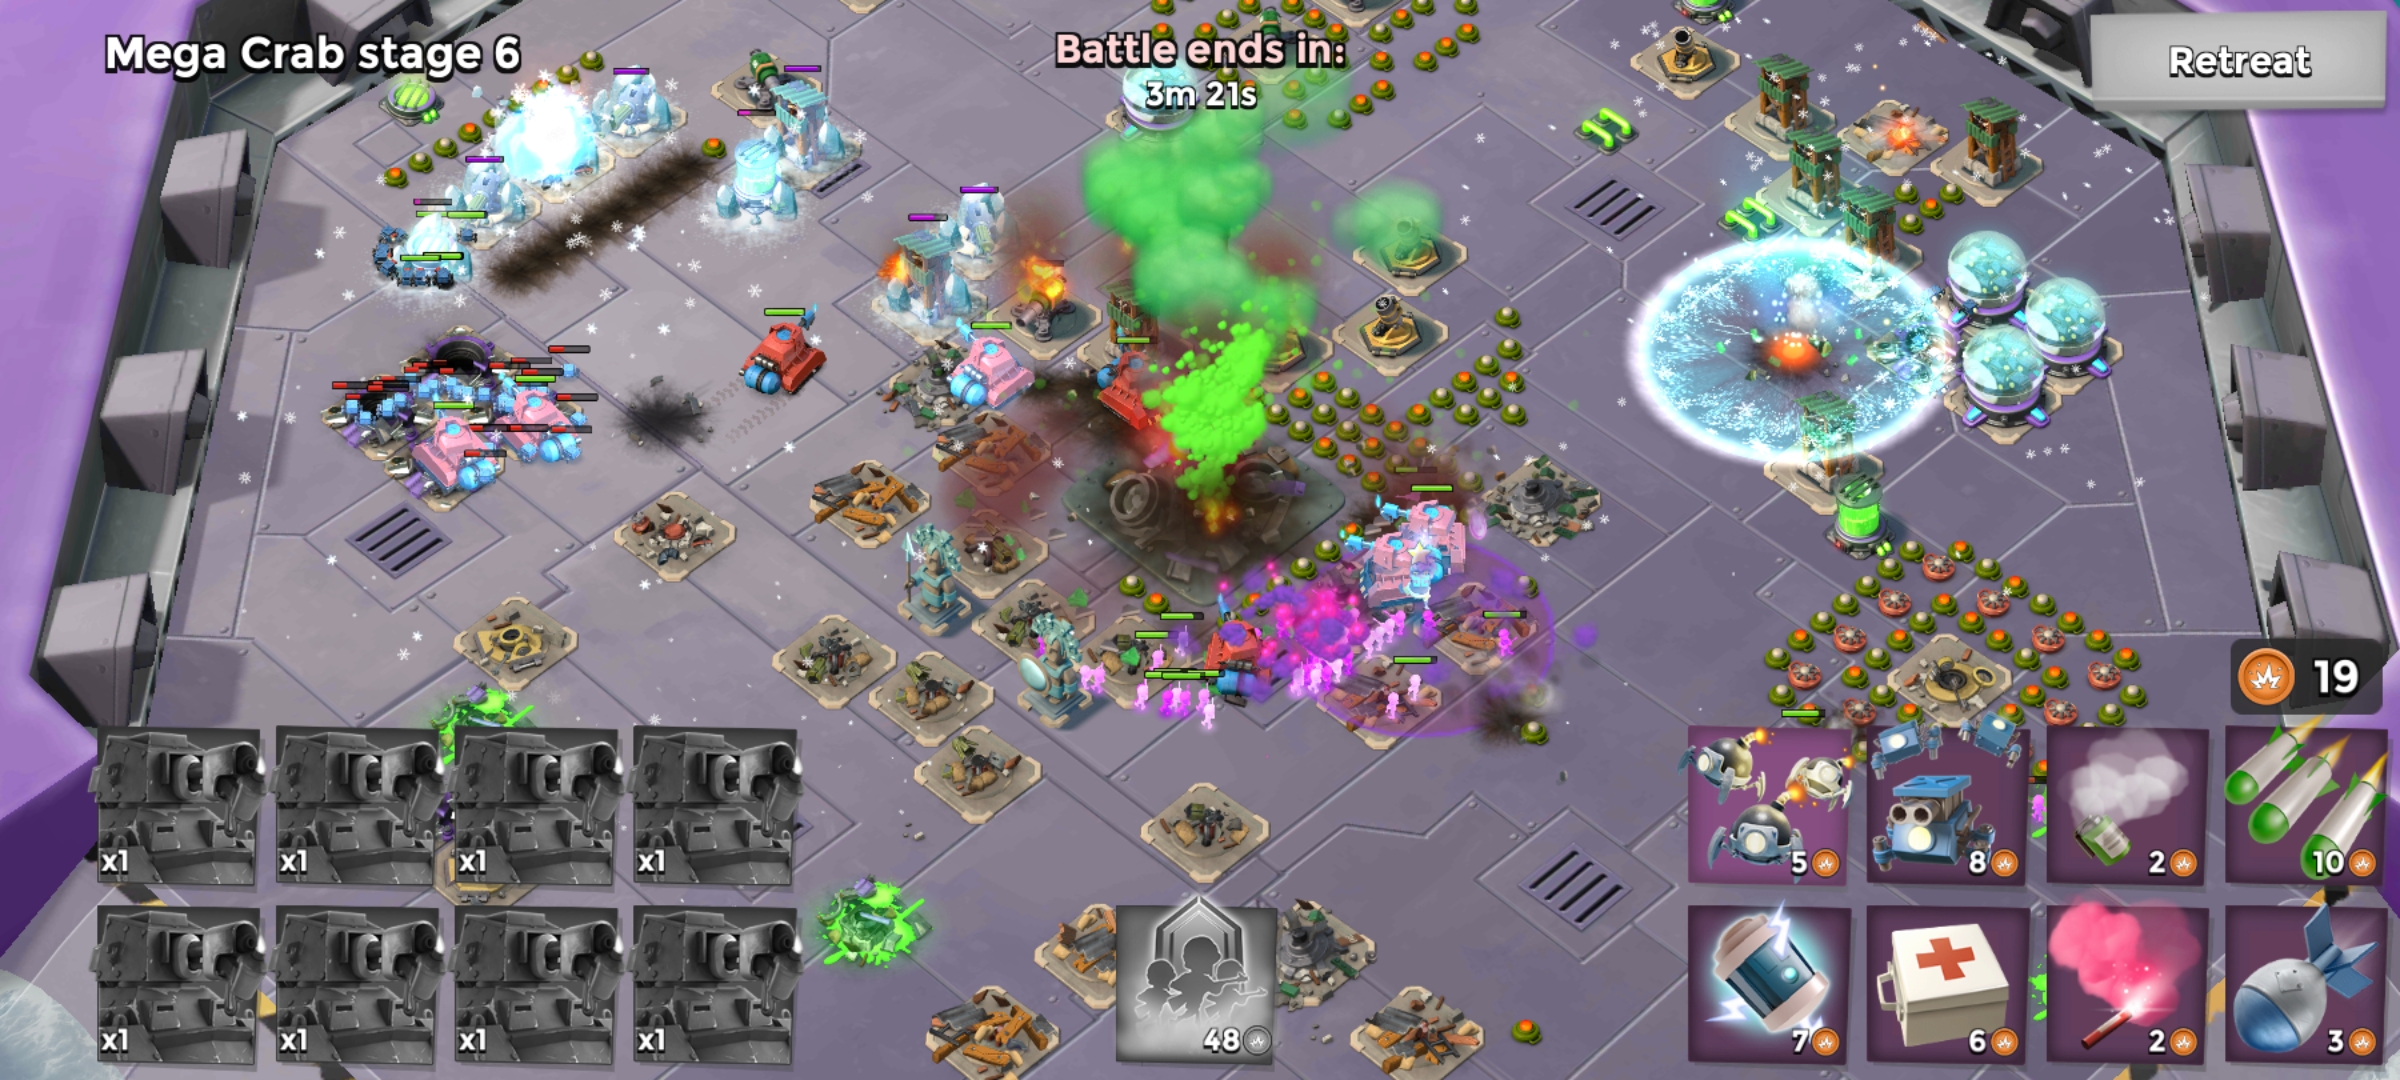 Mega Crab stage 6
Battle ends in:
3m 21s
Retreat
19
x1
x1
x1
x1
5
8
2
10
x1
x1
x1
x1
48
7
6
2
3